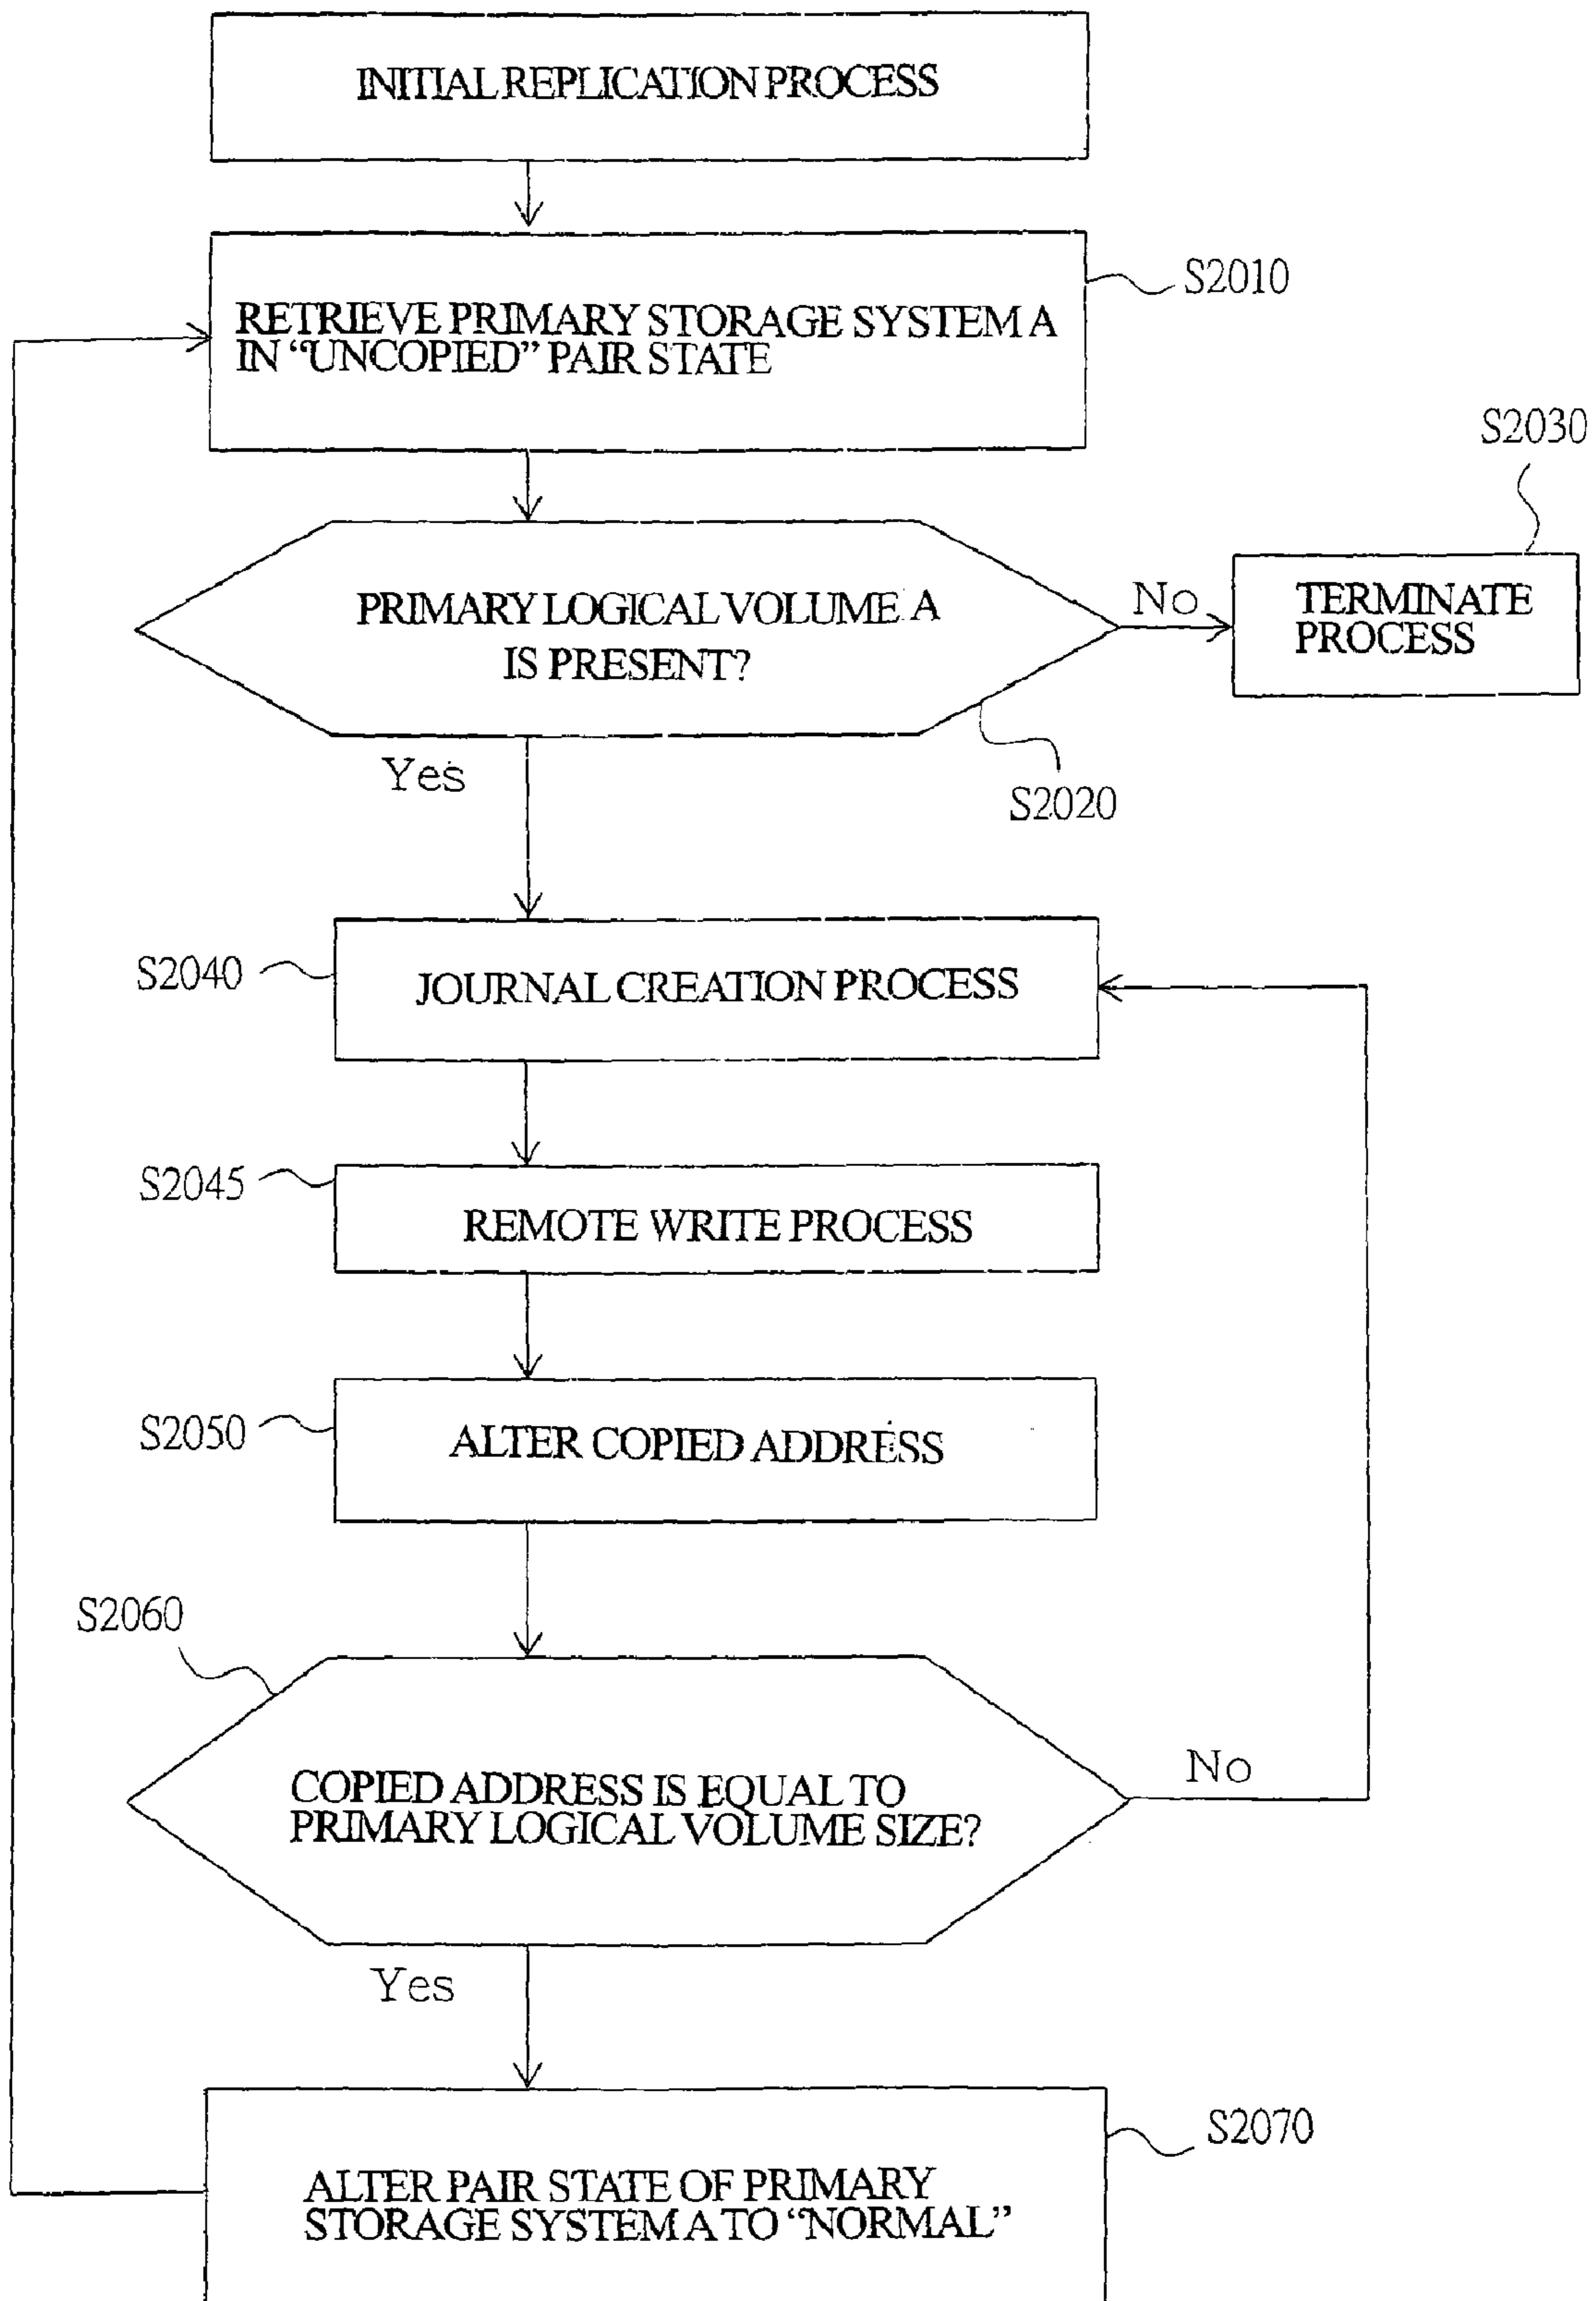 INITIAL REPLICATION PROCESS
S2010
RETRIEVE PRIMARY STORAGE SYSTEM A
IN “UNCOPIED” PAIR STATE
S2030
No
TERMINATE
PROCESS
PRIMARY LOGICAL VOLUME A
IS PRESENT?
Yes
S2020
S2040
JOURNAL CREATION PROCESS
S2045
REMOTE WRITE PROCESS
S2050
ALTER COPIED ADDRESS
S2060
No
COPIED ADDRESS IS EQUAL TO
PRIMARY LOGICAL VOLUME SIZE?
Yes
S2070
ALTER PAIR STATE OF PRIMARY
STORAGE SYSTEM A TO “NORMAL”